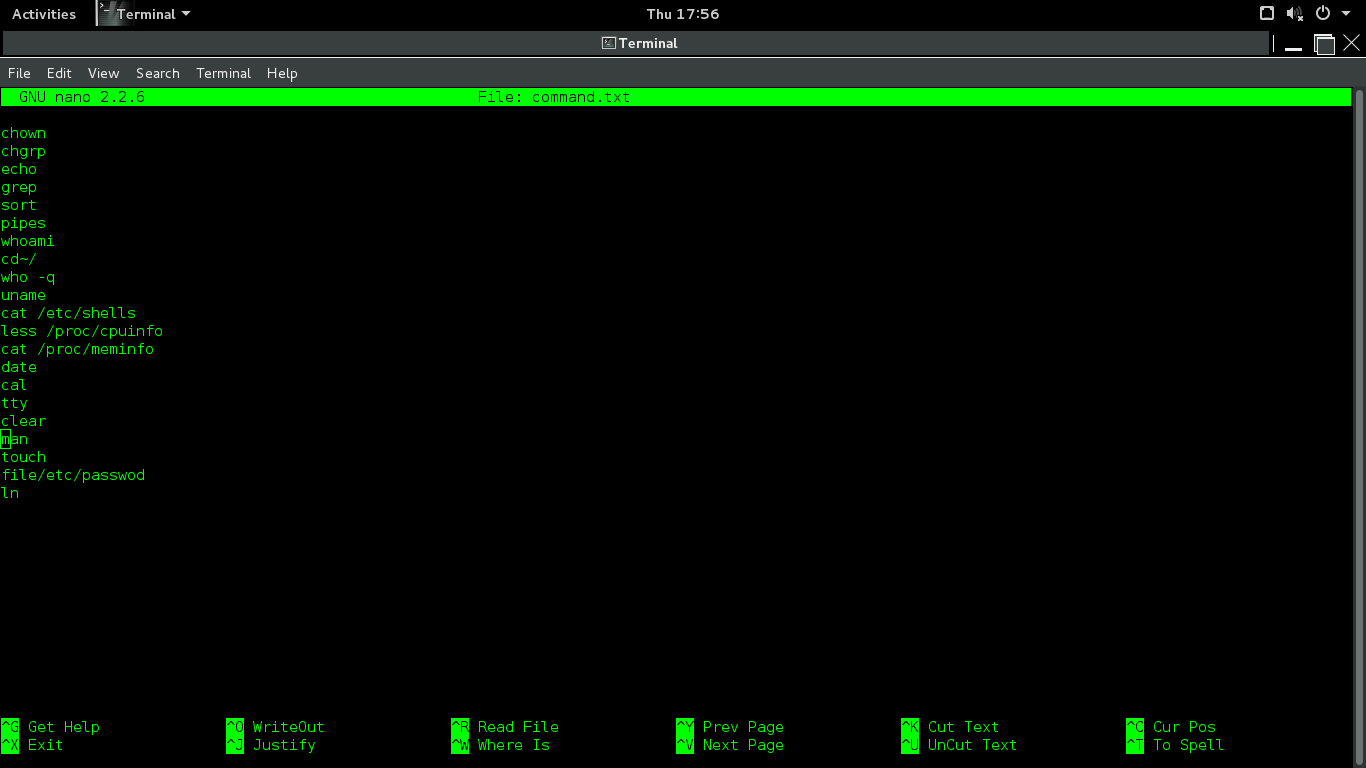 Activities Terminal Thu 17:56
Terminal
File Edit View Search Terminal Help
GNU nano 2.2.6 File: command.txt
chown
chgrp
echo
grep
sort
pipes
whoami
cd~/
who -q
uname
cat /etc/shells
less /proc/cpuinfo
cat /proc/meminfo
date
cal
tty
clear
man
touch
file/etc/passwod
ln
^G Get Help ^O WriteOut ^R Read File ^Y Prev Page ^K Cut Text ^C Cur Pos
^X Exit ^J Justify ^W Where Is ^V Next Page ^U UnCut Text ^T To Spell